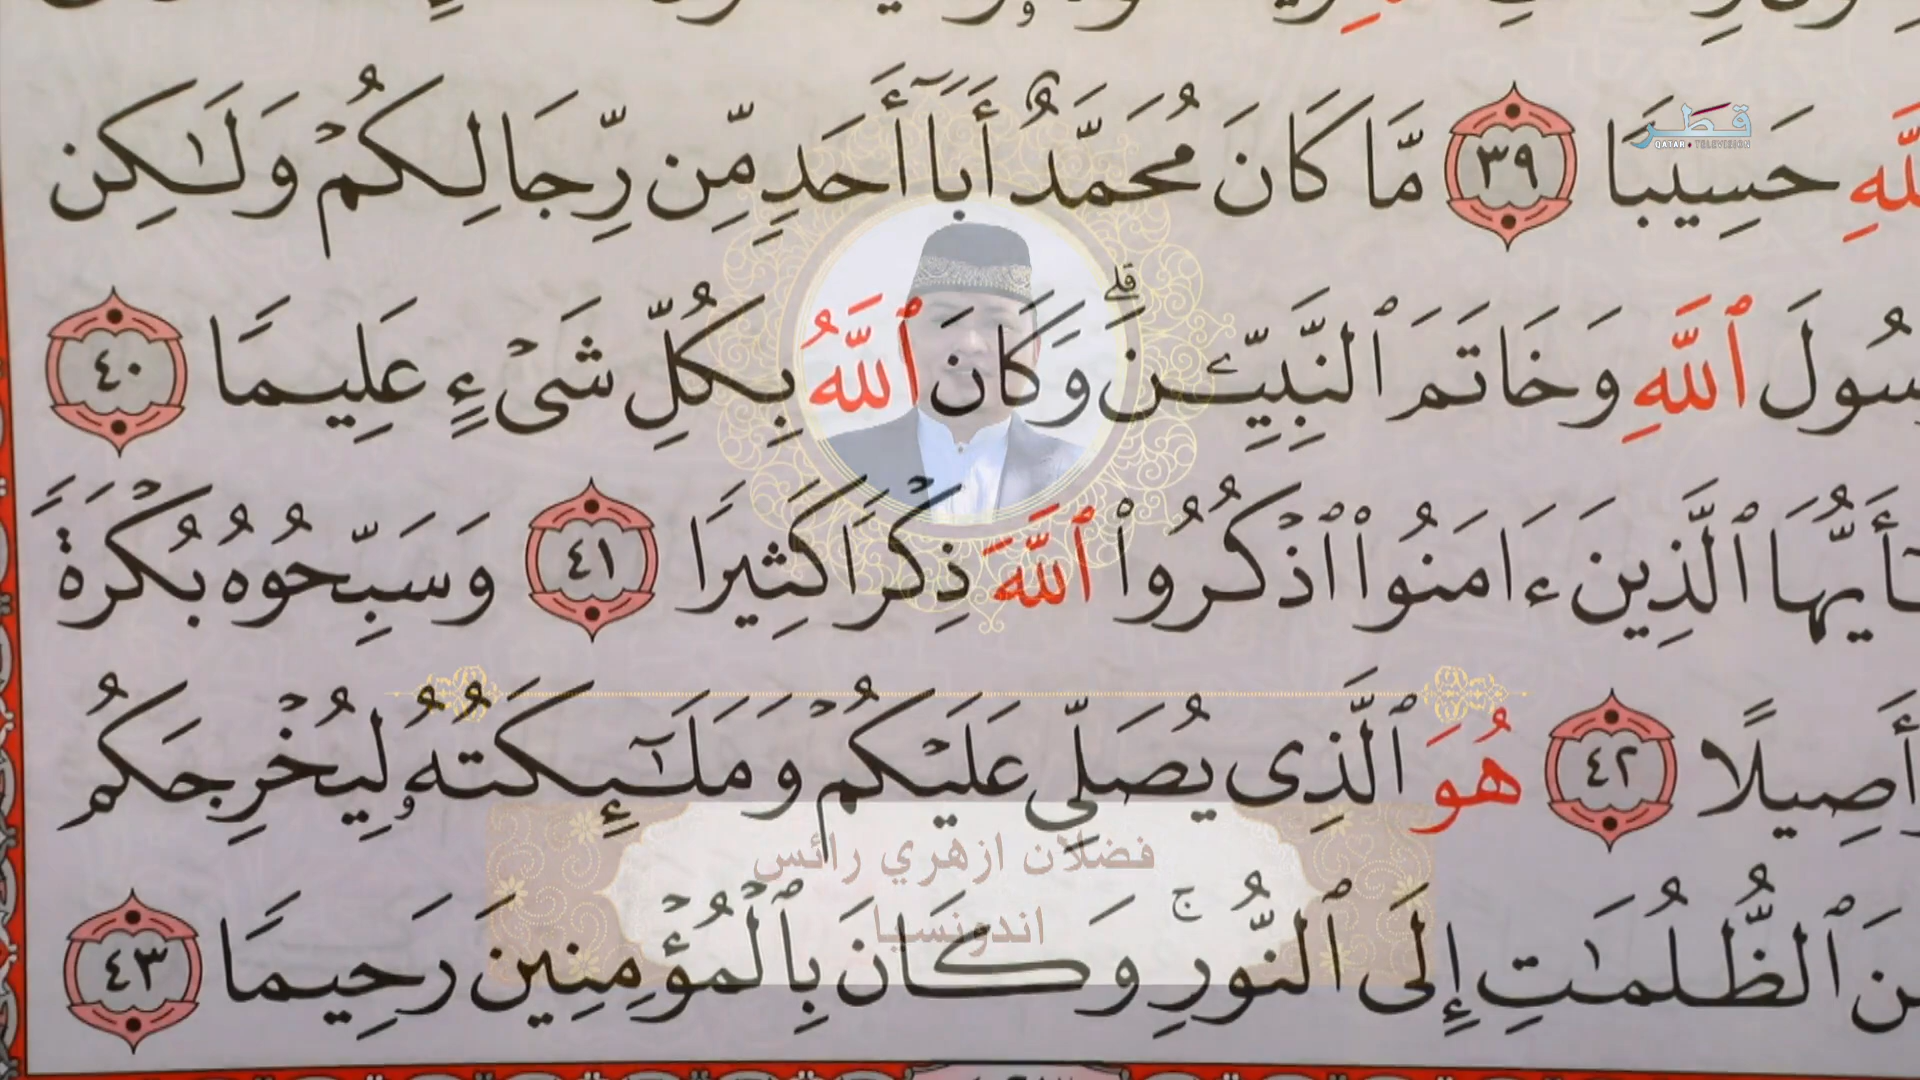 قطر
QATAR TELEVISION
ٱللَّهِ حَسِيبًا ٣٩ مَّا كَانَ مُحَمَّدٌ أَبَآ أَحَدٍ مِّن رِّجَالِكُمْ وَلَٰكِن
ٱللَّهِ وَخَاتَمَ ٱلنَّبِيِّـۧنَ ۗ وَكَانَ ٱللَّهُ بِكُلِّ شَىْءٍ عَلِيمًا ٤٠
ٱلَّذِينَ ءَامَنُوا۟ ٱذْكُرُوا۟ ٱللَّهَ ذِكْرًا كَثِيرًا ٤١ وَسَبِّحُوهُ بُكْرَةً
أَصِيلًا ٤٢ هُوَ ٱلَّذِى يُصَلِّى عَلَيْكُمْ وَمَلَٰٓئِكَتُهُۥ لِيُخْرِجَكُم
ٱلظُّلُمَٰتِ إِلَى ٱلنُّورِ ۚ وَكَانَ بِٱلْمُؤْمِنِينَ رَحِيمًا ٤٣
فضلان ازهري رائس
اندونسيا